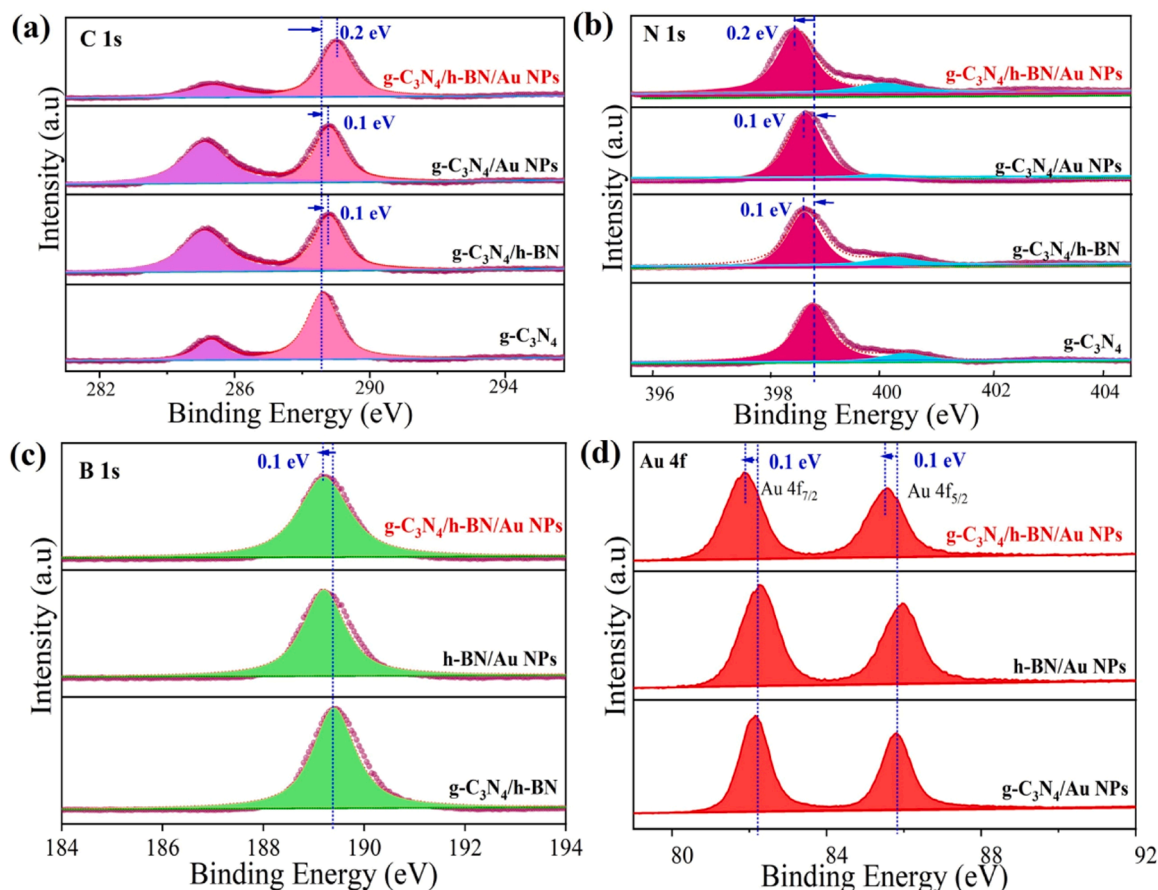 (a)
C 1s
0.2 eV
g-C₃N₄/h-BN/Au NPs
0.1 eV
g-C₃N₄/Au NPs
0.1 eV
g-C₃N₄/h-BN
g-C₃N₄
Intensity (a.u)
282 286 290 294
Binding Energy (eV)
(b)
N 1s
0.2 eV
g-C₃N₄/h-BN/Au NPs
0.1 eV
g-C₃N₄/Au NPs
0.1 eV
g-C₃N₄/h-BN
g-C₃N₄
Intensity (a.u)
396 398 400 402 404
Binding Energy (eV)
(c)
B 1s
0.1 eV
g-C₃N₄/h-BN/Au NPs
h-BN/Au NPs
g-C₃N₄/h-BN
Intensity (a.u)
184 186 188 190 192 194
Binding Energy (eV)
(d)
Au 4f
0.1 eV 0.1 eV
Au 4f₇/₂ Au 4f₅/₂
g-C₃N₄/h-BN/Au NPs
h-BN/Au NPs
g-C₃N₄/Au NPs
Intensity (a.u)
80 84 88 92
Binding Energy (eV)